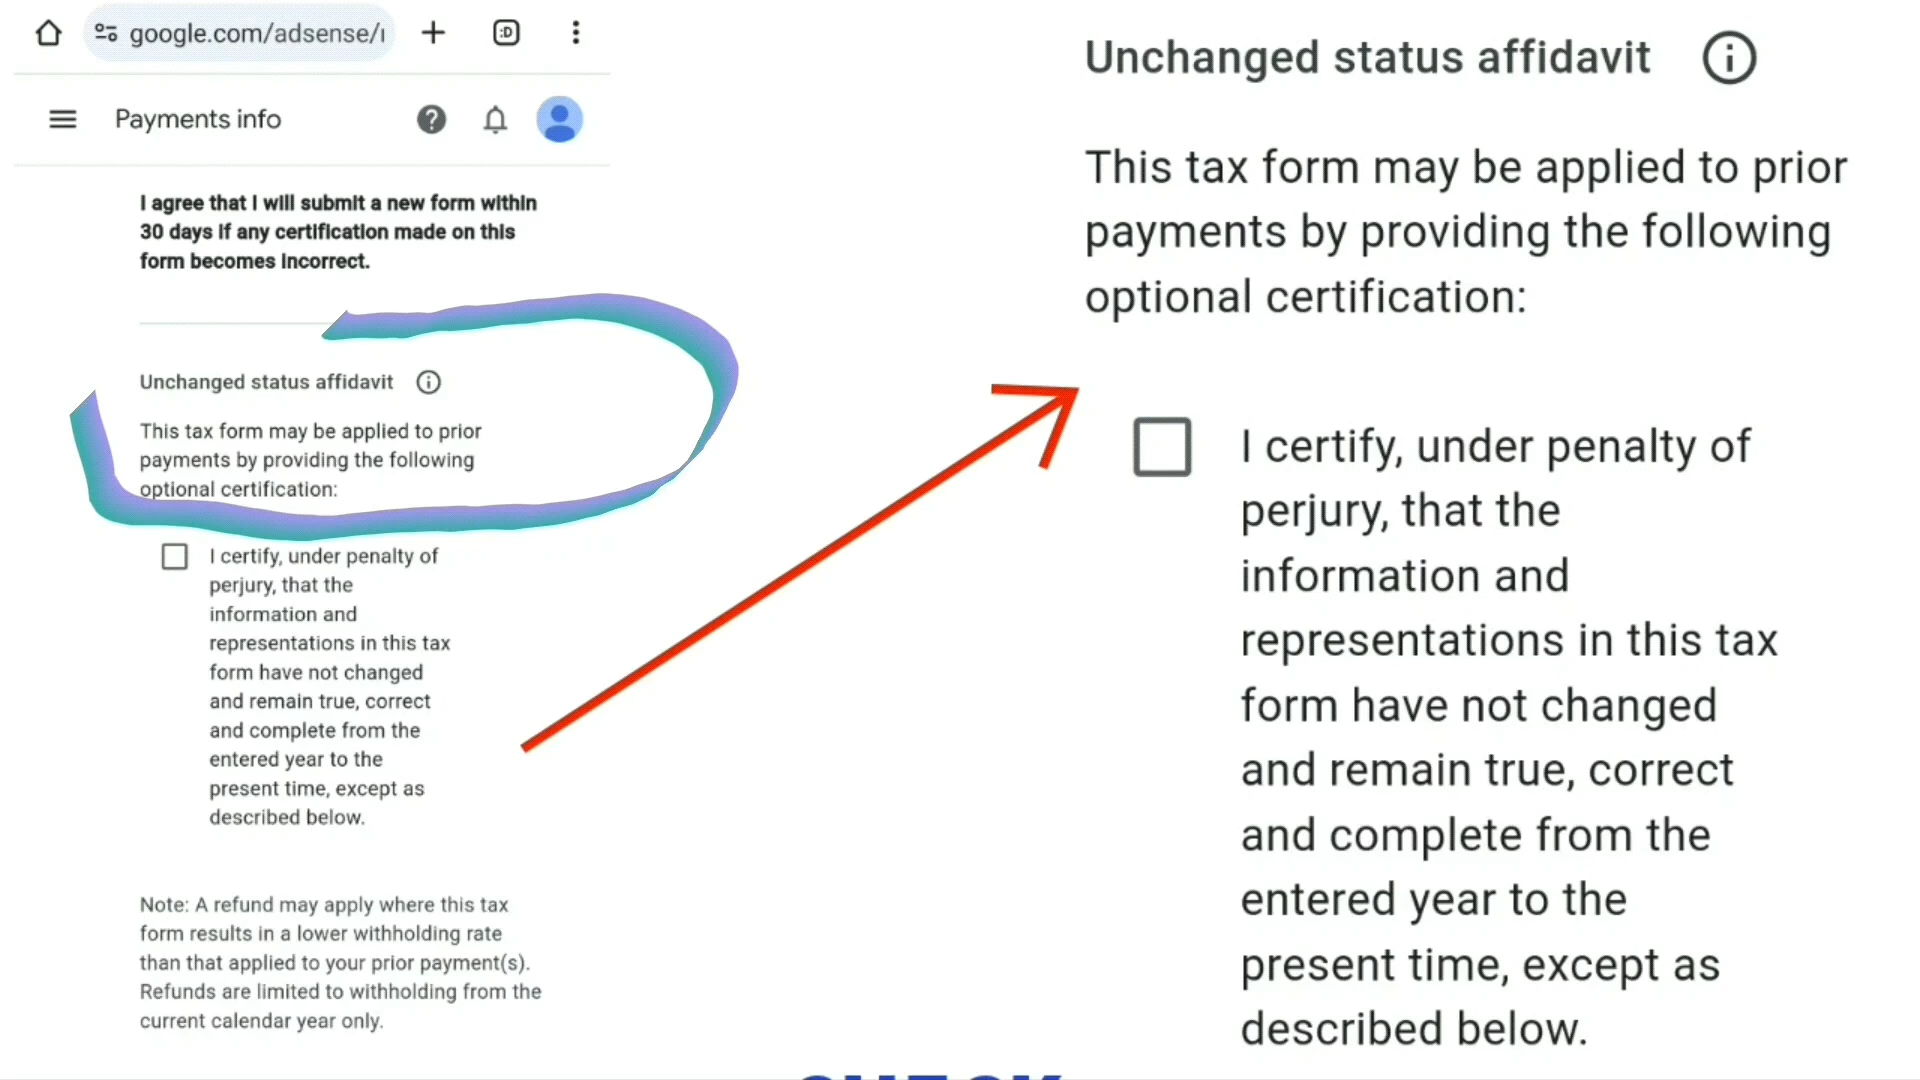 google.com/adsense/
:D
Payments info
I agree that I will submit a new form within
30 days if any certification made on this
form becomes incorrect.
Unchanged status affidavit
This tax form may be applied to prior
payments by providing the following
optional certification:
I certify, under penalty of
perjury, that the
information and
representations in this tax
form have not changed
and remain true, correct
and complete from the
entered year to the
present time, except as
described below.
Note: A refund may apply where this tax
form results in a lower withholding rate
than that applied to your prior payment(s).
Refunds are limited to withholding from the
current calendar year only.
Unchanged status affidavit
This tax form may be applied to prior
payments by providing the following
optional certification:
I certify, under penalty of
perjury, that the
information and
representations in this tax
form have not changed
and remain true, correct
and complete from the
entered year to the
present time, except as
described below.